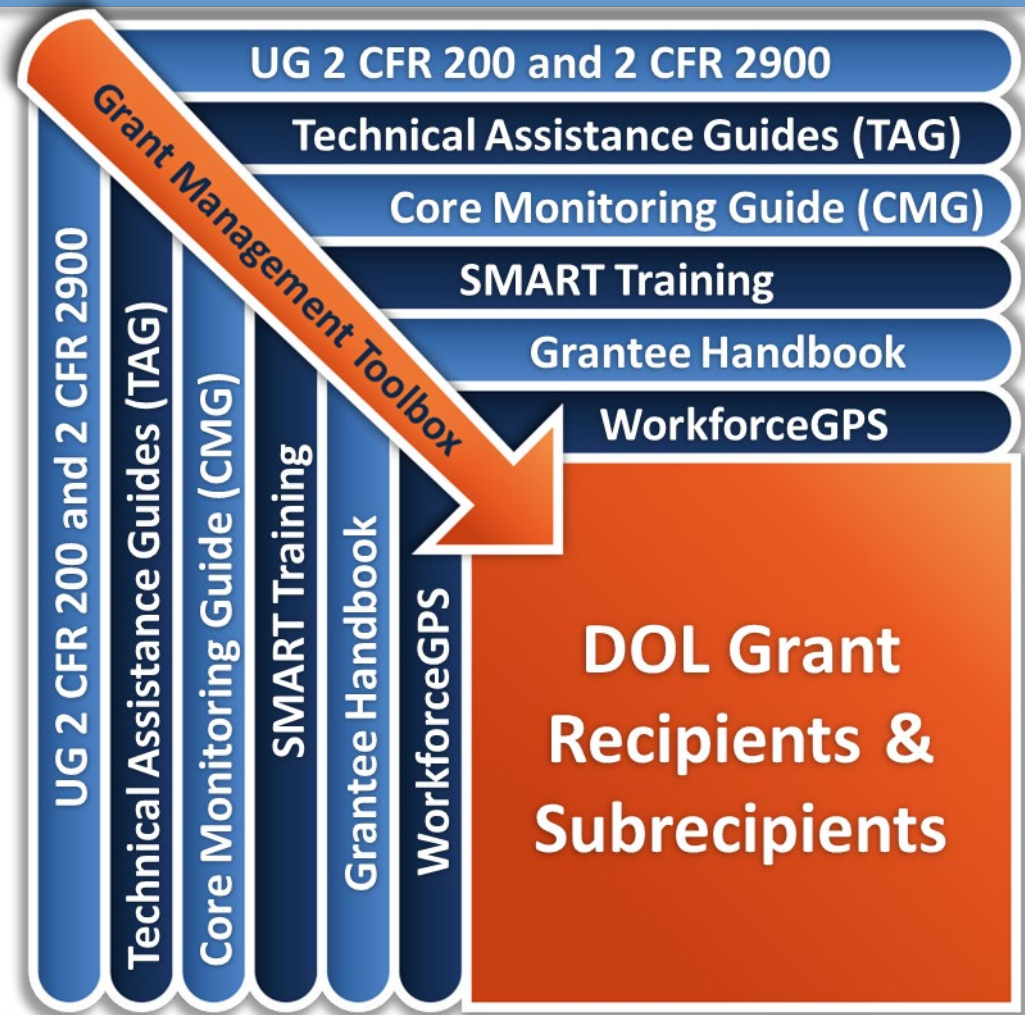 UG 2 CFR 200 and 2 CFR 2900
Technical Assistance Guides (TAG)
Core Monitoring Guide (CMG)
SMART Training
Grantee Handbook
WorkforceGPS
Grant Management Toolbox
UG 2 CFR 200 and 2 CFR 2900
Technical Assistance Guides (TAG)
Core Monitoring Guide (CMG)
SMART Training
Grantee Handbook
WorkforceGPS
DOL Grant
Recipients &
Subrecipients